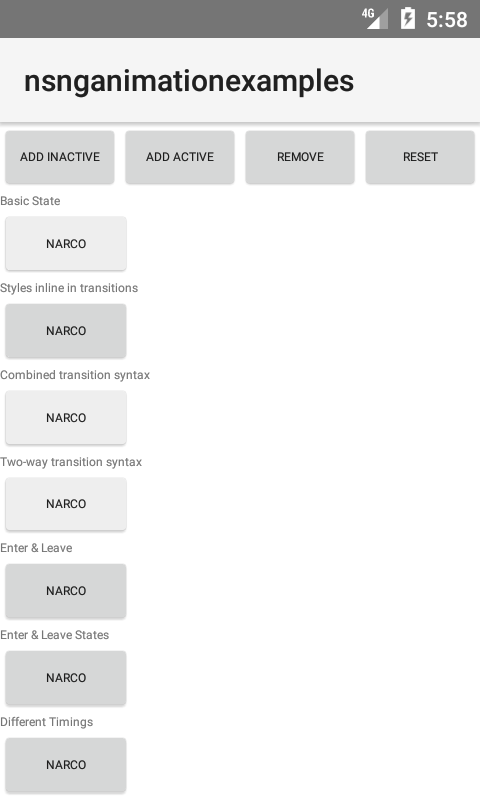 4G 5:58
nsnganimationexamples
ADD INACTIVE ADD ACTIVE REMOVE RESET
Basic State
NARCO
Styles inline in transitions
NARCO
Combined transition syntax
NARCO
Two-way transition syntax
NARCO
Enter & Leave
NARCO
Enter & Leave States
NARCO
Different Timings
NARCO